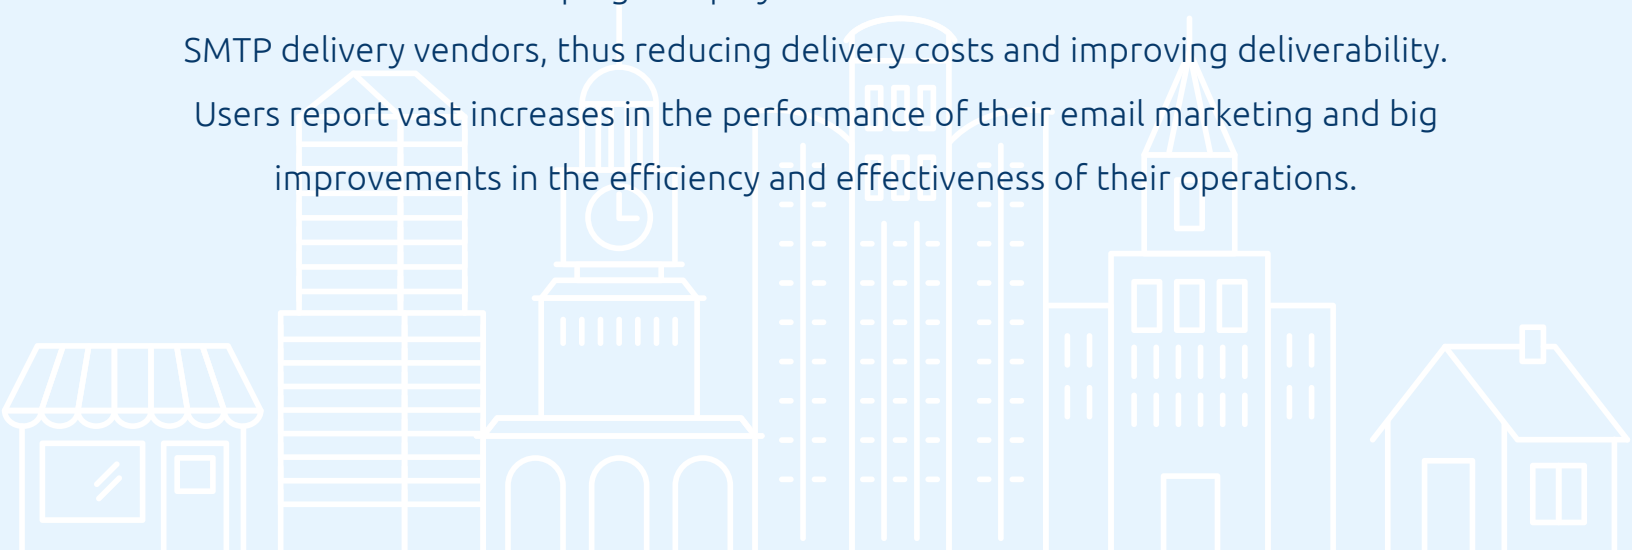 SMTP delivery vendors, thus reducing delivery costs and improving deliverability.
Users report vast increases in the performance of their email marketing and big
improvements in the efficiency and effectiveness of their operations.